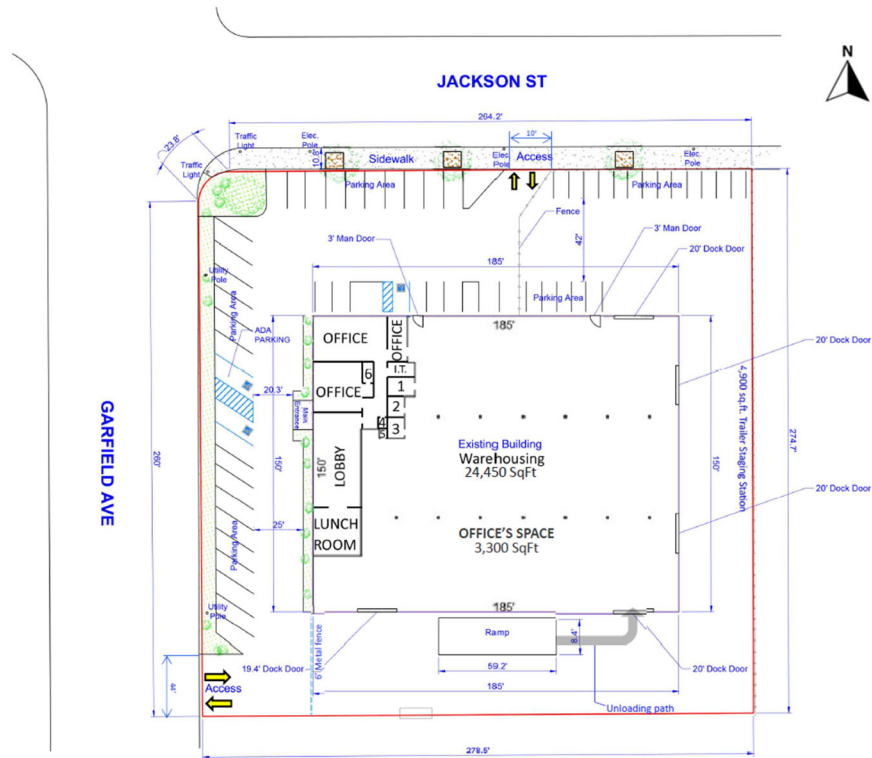 N
JACKSON ST
264.2'
23.8'
Traffic
Light
Elec.
Pole
10.5'
Sidewalk
Elec.
Pole
10'
Access
Elec.
Pole
Traffic
Light
Parking Area
Parking Area
Fence
3' Man Door
42'
3' Man Door
20' Dock Door
185'
Utility
Pole
Parking Area
Parking Area
ADA
PARKING
185'
OFFICE
OFFICE
I.T.
20' Dock Door
OFFICE
6
1
20.3'
2
Main
Entrance
4
5
3
GARFIELD AVE
260'
150'
150'
LOBBY
Existing Building
Warehousing
24,450 SqFt
150'
4,900 sq.ft. Trailer Staging Station
274.7'
20' Dock Door
Parking Area
25'
LUNCH
ROOM
OFFICE'S SPACE
3,300 SqFt
Utility
Pole
185'
6' Metal fence
Ramp
8.4'
19.4' Dock Door
59.2'
20' Dock Door
44'
Access
185'
Unloading path
278.5'